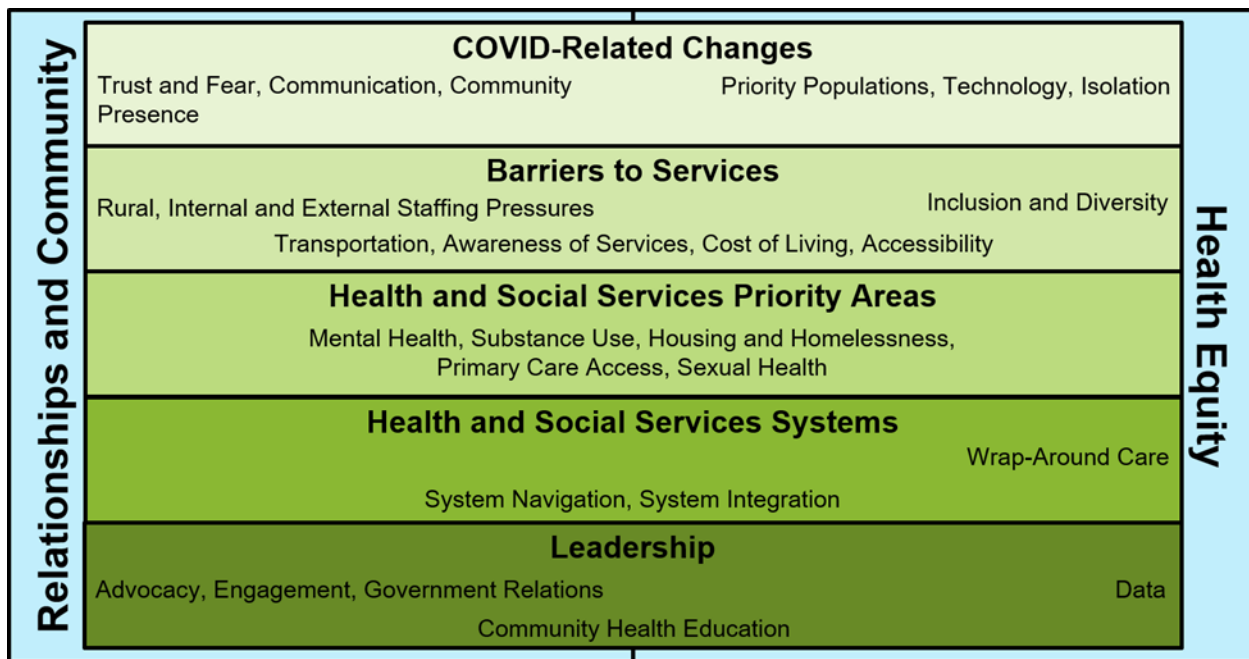 Relationships and Community
COVID-Related Changes
Trust and Fear, Communication, Community
Presence
Priority Populations, Technology, Isolation
Barriers to Services
Rural, Internal and External Staffing Pressures
Inclusion and Diversity
Transportation, Awareness of Services, Cost of Living, Accessibility
Health and Social Services Priority Areas
Mental Health, Substance Use, Housing and Homelessness,
Primary Care Access, Sexual Health
Health and Social Services Systems
Wrap-Around Care
System Navigation, System Integration
Leadership
Advocacy, Engagement, Government Relations
Data
Community Health Education
Health Equity